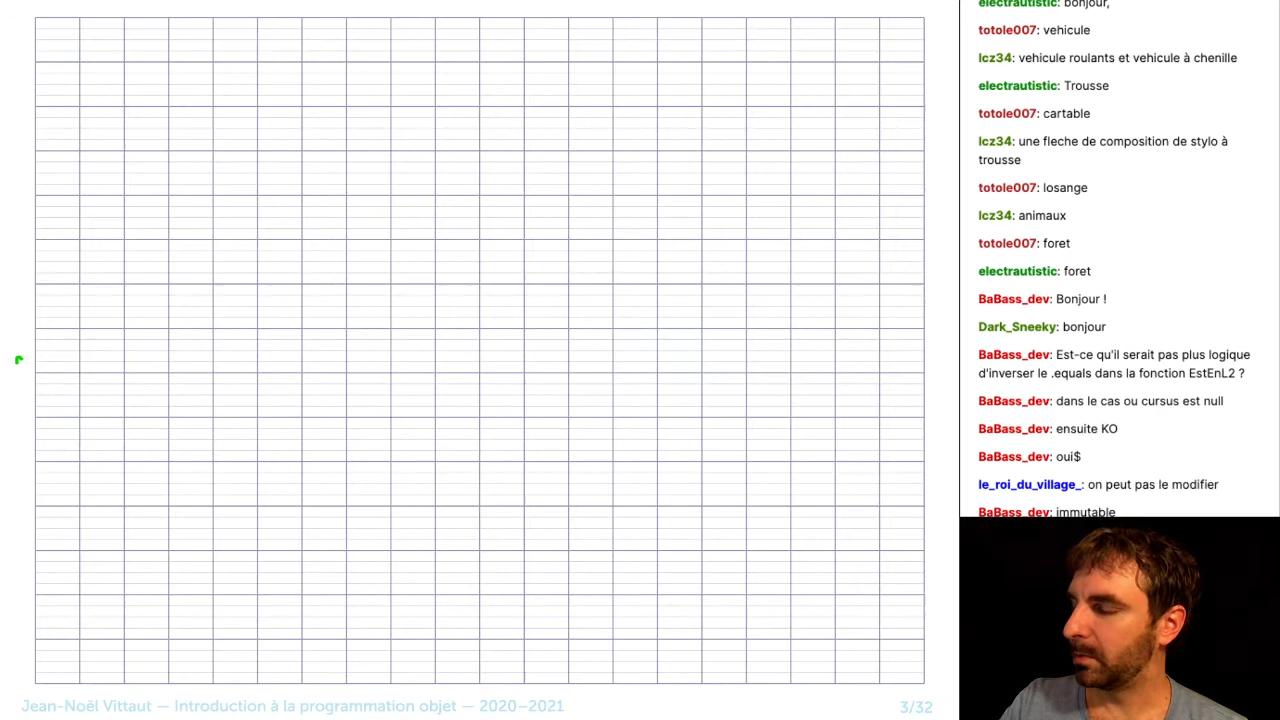 electrautistic: bonjour,
totole007: vehicule
lcz34: vehicule roulants et vehicule à chenille
electrautistic: Trousse
totole007: cartable
lcz34: une fleche de composition de stylo à
trousse
totole007: losange
lcz34: animaux
totole007: foret
electrautistic: foret
BaBass_dev: Bonjour !
Dark_Sneeky: bonjour
BaBass_dev: Est-ce qu'il serait pas plus logique
d'inverser le .equals dans la fonction EstEnL2 ?
BaBass_dev: dans le cas ou cursus est null
BaBass_dev: ensuite KO
BaBass_dev: oui$
le_roi_du_village_: on peut pas le modifier
BaBass_dev: immutable
Jean-Noël Vittaut — Introduction à la programmation objet — 2020–2021
3/32